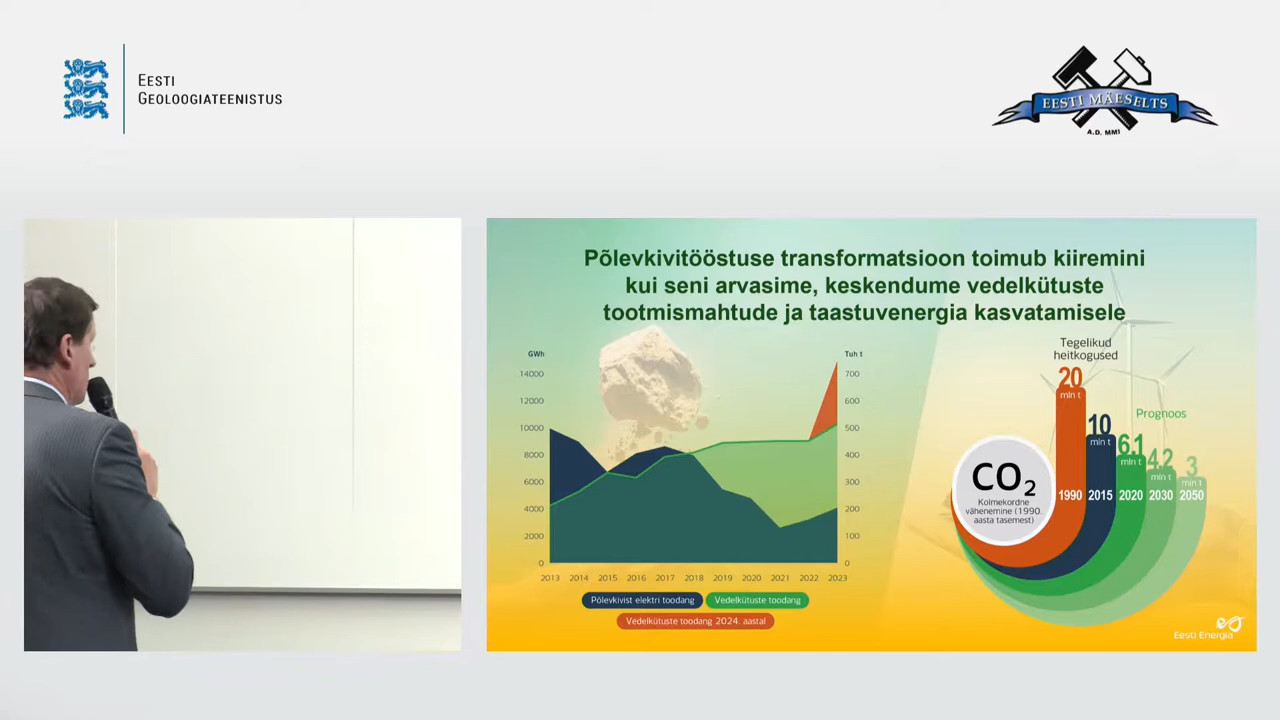 EESTI
GEOLOOGIATEENISTUS
EESTI MÄESELTS
A.D. MMI
Põlevkivitööstuse transformatsioon toimub kiiremini
kui seni arvasime, keskendume vedelkütuste
tootmismahtude ja taastuvenergia kasvatamisele
GWh
14000
12000
10000
8000
6000
4000
2000
0
Tuh t
700
600
500
400
300
200
100
0
2013 2014 2015 2016 2017 2018 2019 2020 2021 2022 2023
Põlevkivist elektri toodang
Vedelkütuste toodang
Vedelkütuste toodang 2024. aastal
Tegelikud
heitkogused
20
mln t
10
mln t
Prognoos
6,1
mln t
4,2
mln t
3
mln t
CO₂
Kolmekordne
vähenemine (1990.
aasta tasemest)
1990 2015 2020 2030 2050
Eesti Energia